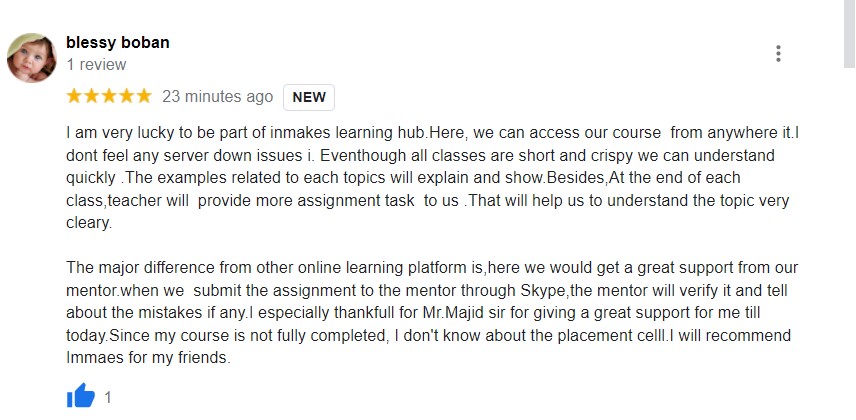 blessy boban
1 review
23 minutes ago NEW
I am very lucky to be part of inmakes learning hub.Here, we can access our course  from anywhere it.I
dont feel any server down issues i. Eventhough all classes are short and crispy we can understand
quickly .The examples related to each topics will explain and show.Besides,At the end of each
class,teacher will  provide more assignment task  to us .That will help us to understand the topic very
cleary.
The major difference from other online learning platform is,here we would get a great support from our
mentor.when we  submit the assignment to the mentor through Skype,the mentor will verify it and tell
about the mistakes if any.I especially thankfull for Mr.Majid sir for giving a great support for me till
today.Since my course is not fully completed, I don't know about the placement celll.I will recommend
Immaes for my friends.
1